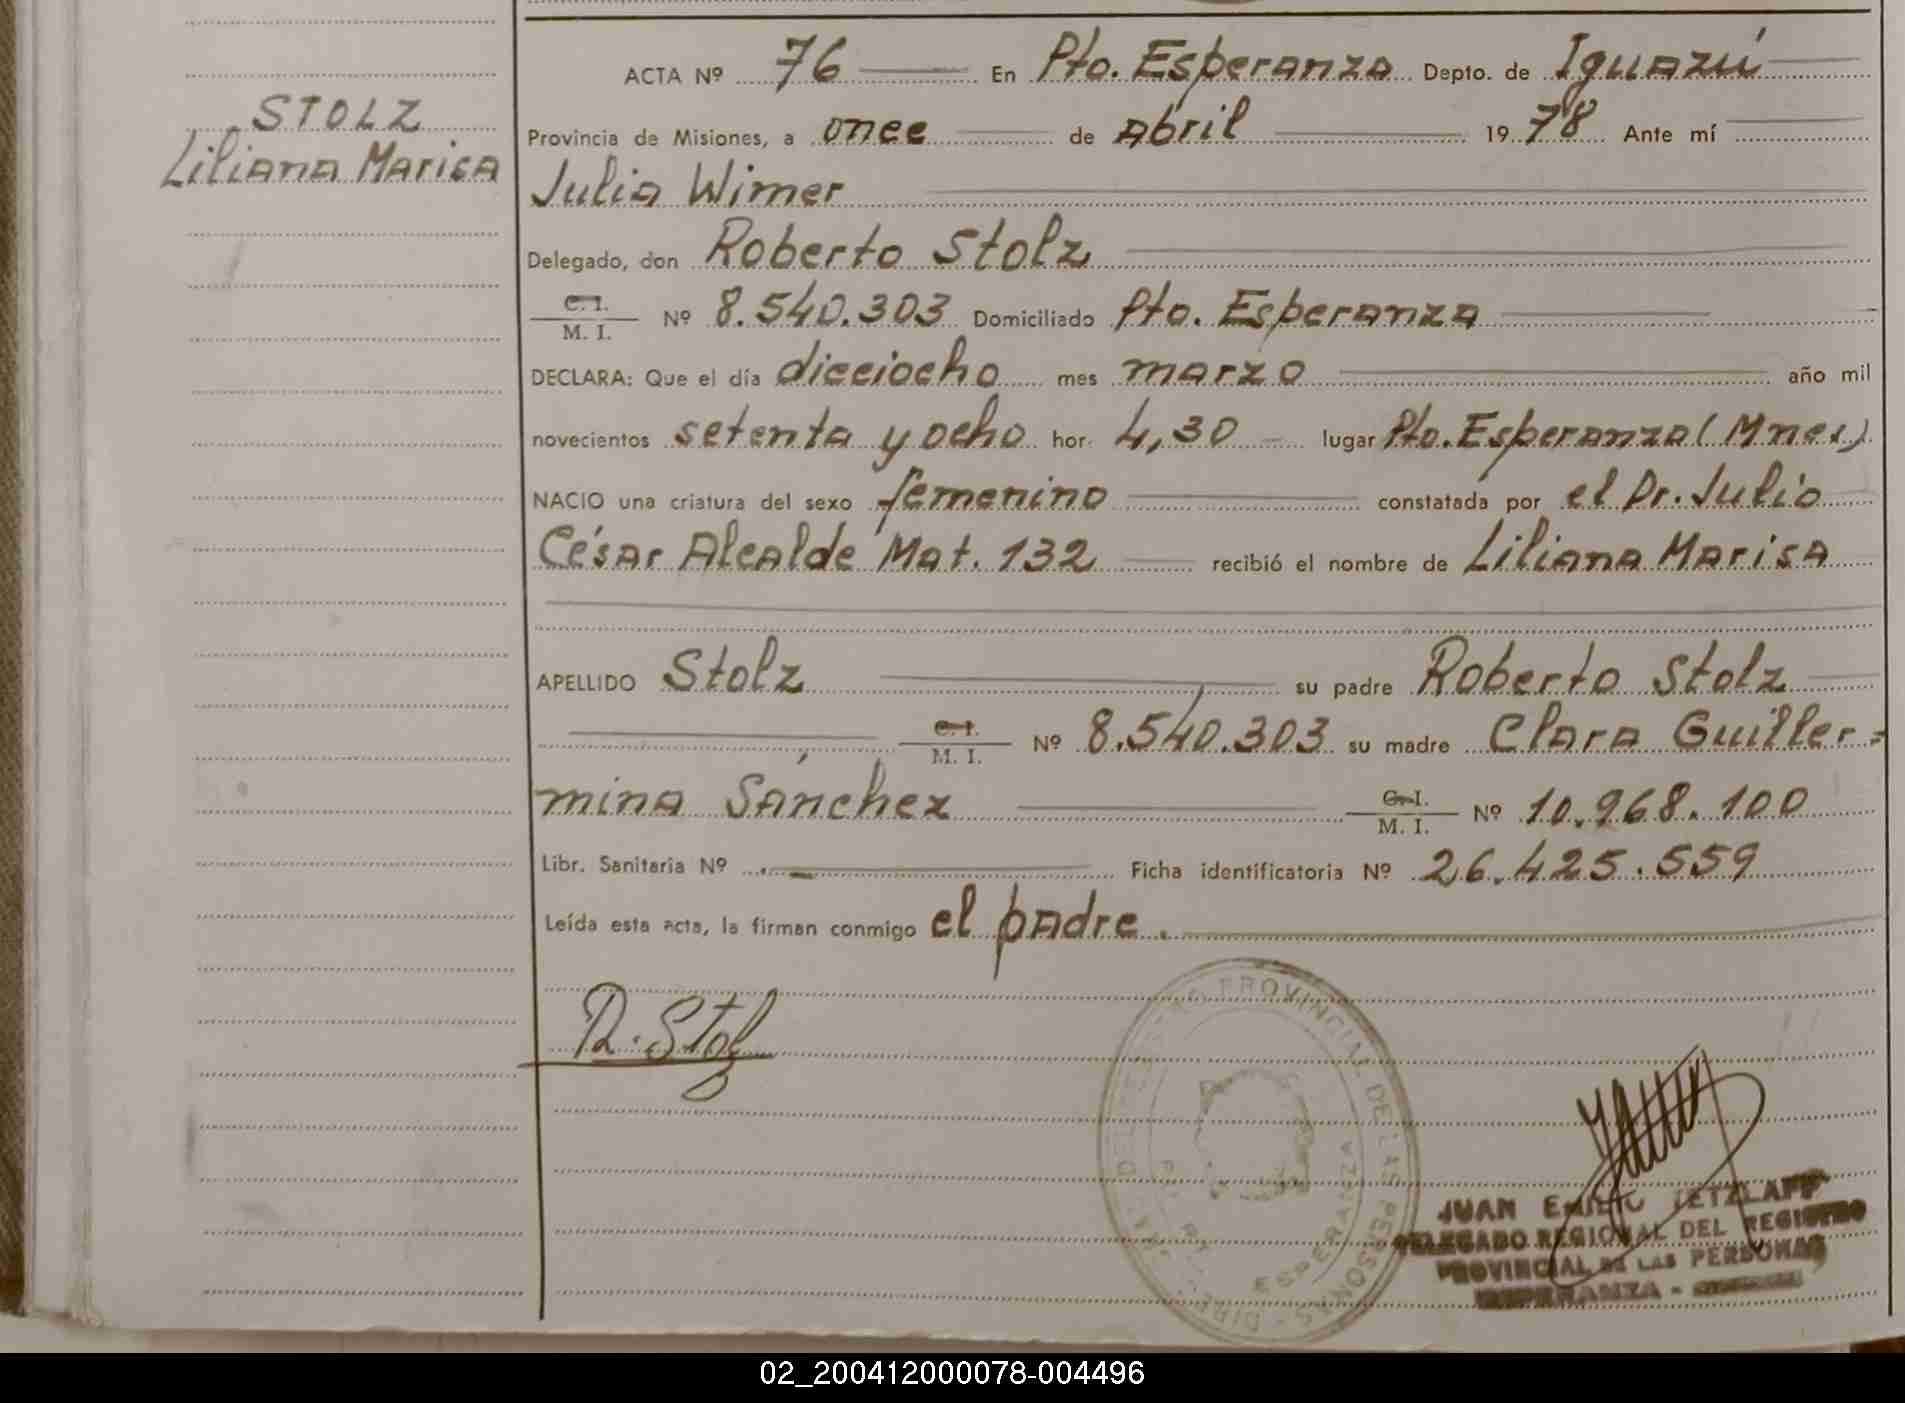 STOLZ
Liliana Marisa
ACTA Nº 76 En Pto. Esperanza Depto. de Iguazú
Provincia de Misiones, a once de Abril 1978 Ante mí
Julia Wimer
Delegado, don Roberto Stolz
C. I. / M. I. Nº 8.540.303 Domiciliado Pto. Esperanza
DECLARA: Que el día dieciocho mes marzo año mil
novecientos setenta y ocho hor. 4,30 lugar Pto. Esperanza (Mnes)
NACIO una criatura del sexo femenino constatada por el Dr. Julio
César Alcalde Mat. 132 recibió el nombre de Liliana Marisa
APELLIDO Stolz su padre Roberto Stolz
C. I. / M. I. Nº 8.540.303 su madre Clara Guiller=
mina Sánchez C. I. / M. I. Nº 10.968.100
Libr. Sanitaria Nº Ficha identificatoria Nº 26.425.559
Leída esta acta, la firman conmigo el padre.
R. Stolz
PROVINCIAL DE LAS PERSONAS
ESPERANZA
JUAN EMILIO TETZLAFF
DELEGADO REGIONAL DEL REGISTRO
PROVINCIAL DE LAS PERSONAS
ESPERANZA -
02_200412000078-004496